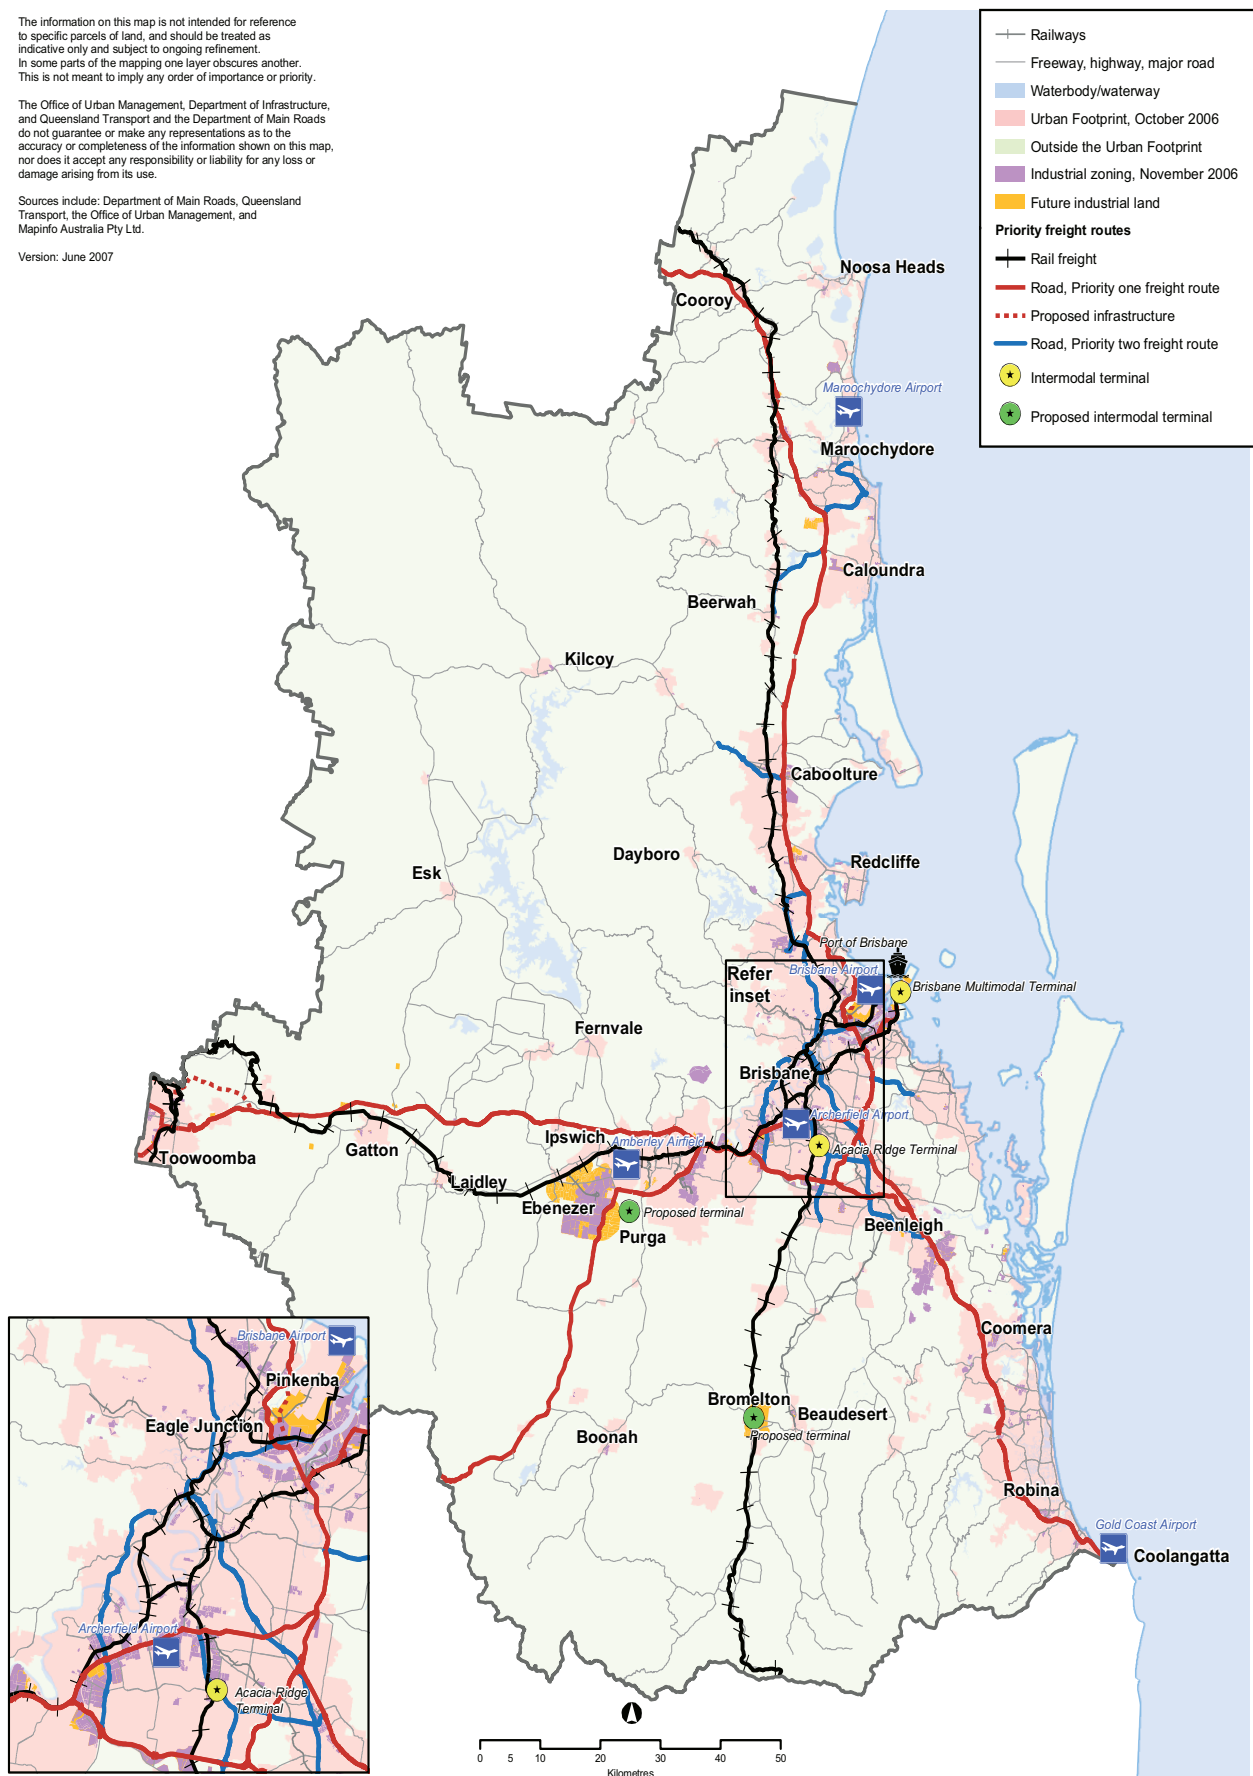 The information on this map is not intended for reference
to specific parcels of land, and should be treated as
indicative only and subject to ongoing refinement.
In some parts of the mapping one layer obscures another.
This is not meant to imply any order of importance or priority.
The Office of Urban Management, Department of Infrastructure,
and Queensland Transport and the Department of Main Roads
do not guarantee or make any representations as to the
accuracy or completeness of the information shown on this map,
nor does it accept any responsibility or liability for any loss or
damage arising from its use.
Sources include: Department of Main Roads, Queensland
Transport, the Office of Urban Management, and
Mapinfo Australia Pty Ltd.
Version: June 2007
Railways
Freeway, highway, major road
Waterbody/waterway
Urban Footprint, October 2006
Outside the Urban Footprint
Industrial zoning, November 2006
Future industrial land
Priority freight routes
Rail freight
Road, Priority one freight route
Proposed infrastructure
Road, Priority two freight route
Intermodal terminal
Proposed intermodal terminal
Noosa Heads
Cooroy
Maroochydore Airport
Maroochydore
Caloundra
Beerwah
Kilcoy
Caboolture
Dayboro
Redcliffe
Esk
Port of Brisbane
Refer
inset
Brisbane Airport
Brisbane Multimodal Terminal
Fernvale
Brisbane
Archerfield Airport
Ipswich
Amberley Airfield
Gatton
Acacia Ridge Terminal
Toowoomba
Laidley
Ebenezer
Proposed terminal
Purga
Beenleigh
Coomera
Bromelton
Beaudesert
Proposed terminal
Boonah
Robina
Gold Coast Airport
Coolangatta
Brisbane Airport
Pinkenba
Eagle Junction
Archerfield Airport
Acacia Ridge
Terminal
0 5 10 20 30 40 50
Kilometres